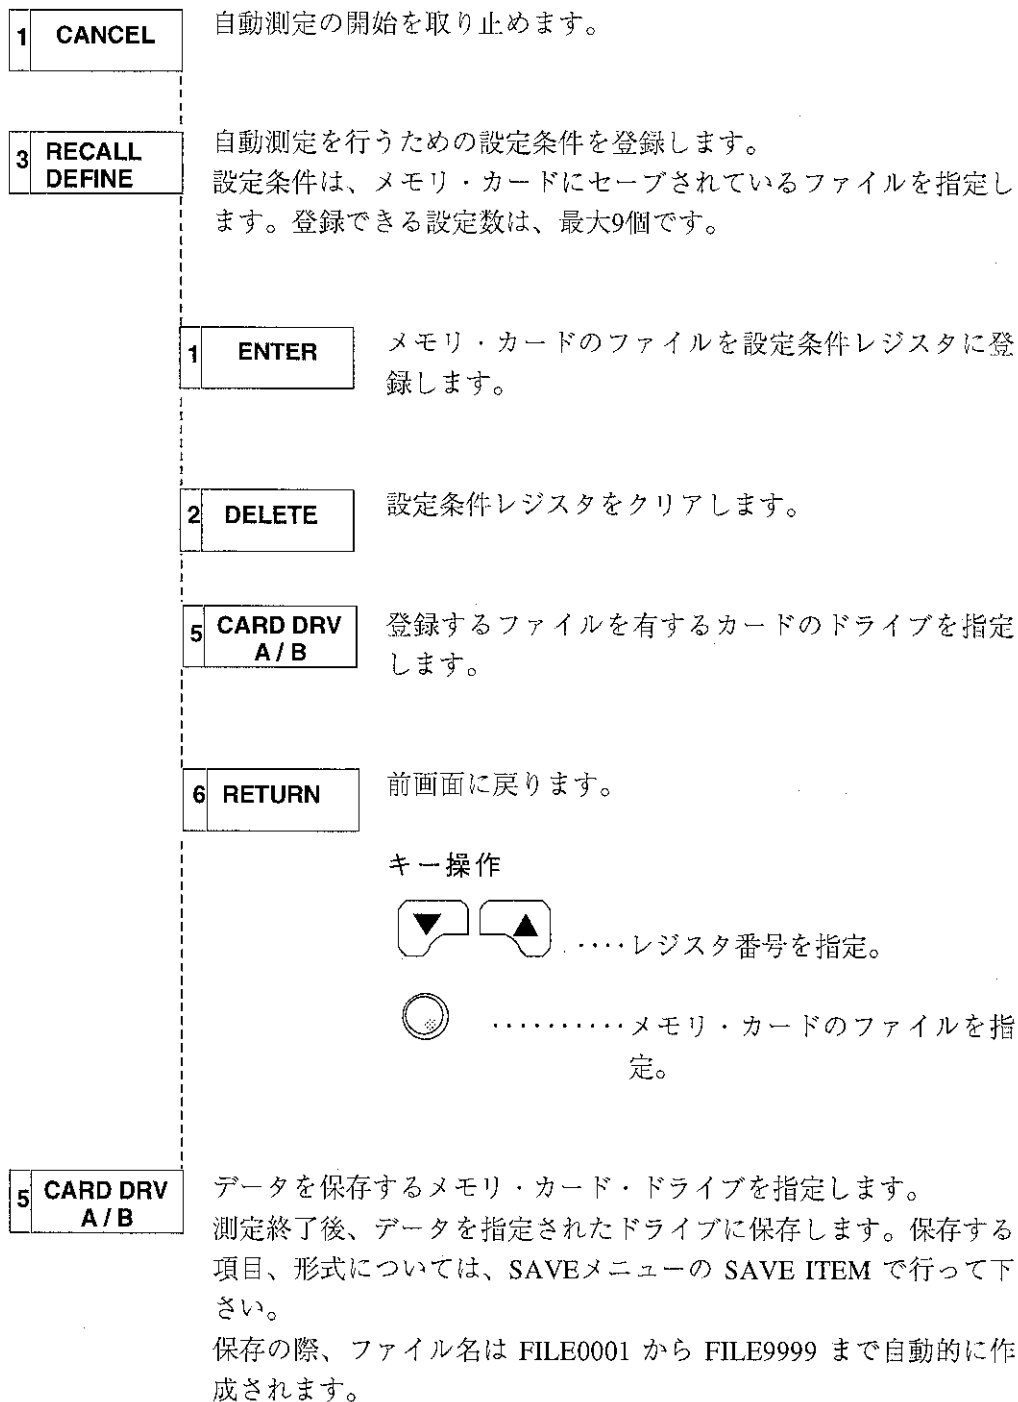 1 CANCEL 自動測定の開始を取り止めます。
3 RECALL DEFINE 自動測定を行うための設定条件を登録します。
設定条件は、メモリ・カードにセーブされているファイルを指定し
ます。登録できる設定数は、最大9個です。
1 ENTER メモリ・カードのファイルを設定条件レジスタに登
録します。
2 DELETE 設定条件レジスタをクリアします。
5 CARD DRV A / B 登録するファイルを有するカードのドライブを指定
します。
6 RETURN 前画面に戻ります。
キー操作
▼ ▲ ････レジスタ番号を指定。
･･････････メモリ・カードのファイルを指
定。
5 CARD DRV A / B データを保存するメモリ・カード・ドライブを指定します。
測定終了後、データを指定されたドライブに保存します。保存する
項目、形式については、SAVEメニューの SAVE ITEM で行って下
さい。
保存の際、ファイル名は FILE0001 から FILE9999 まで自動的に作
成されます。